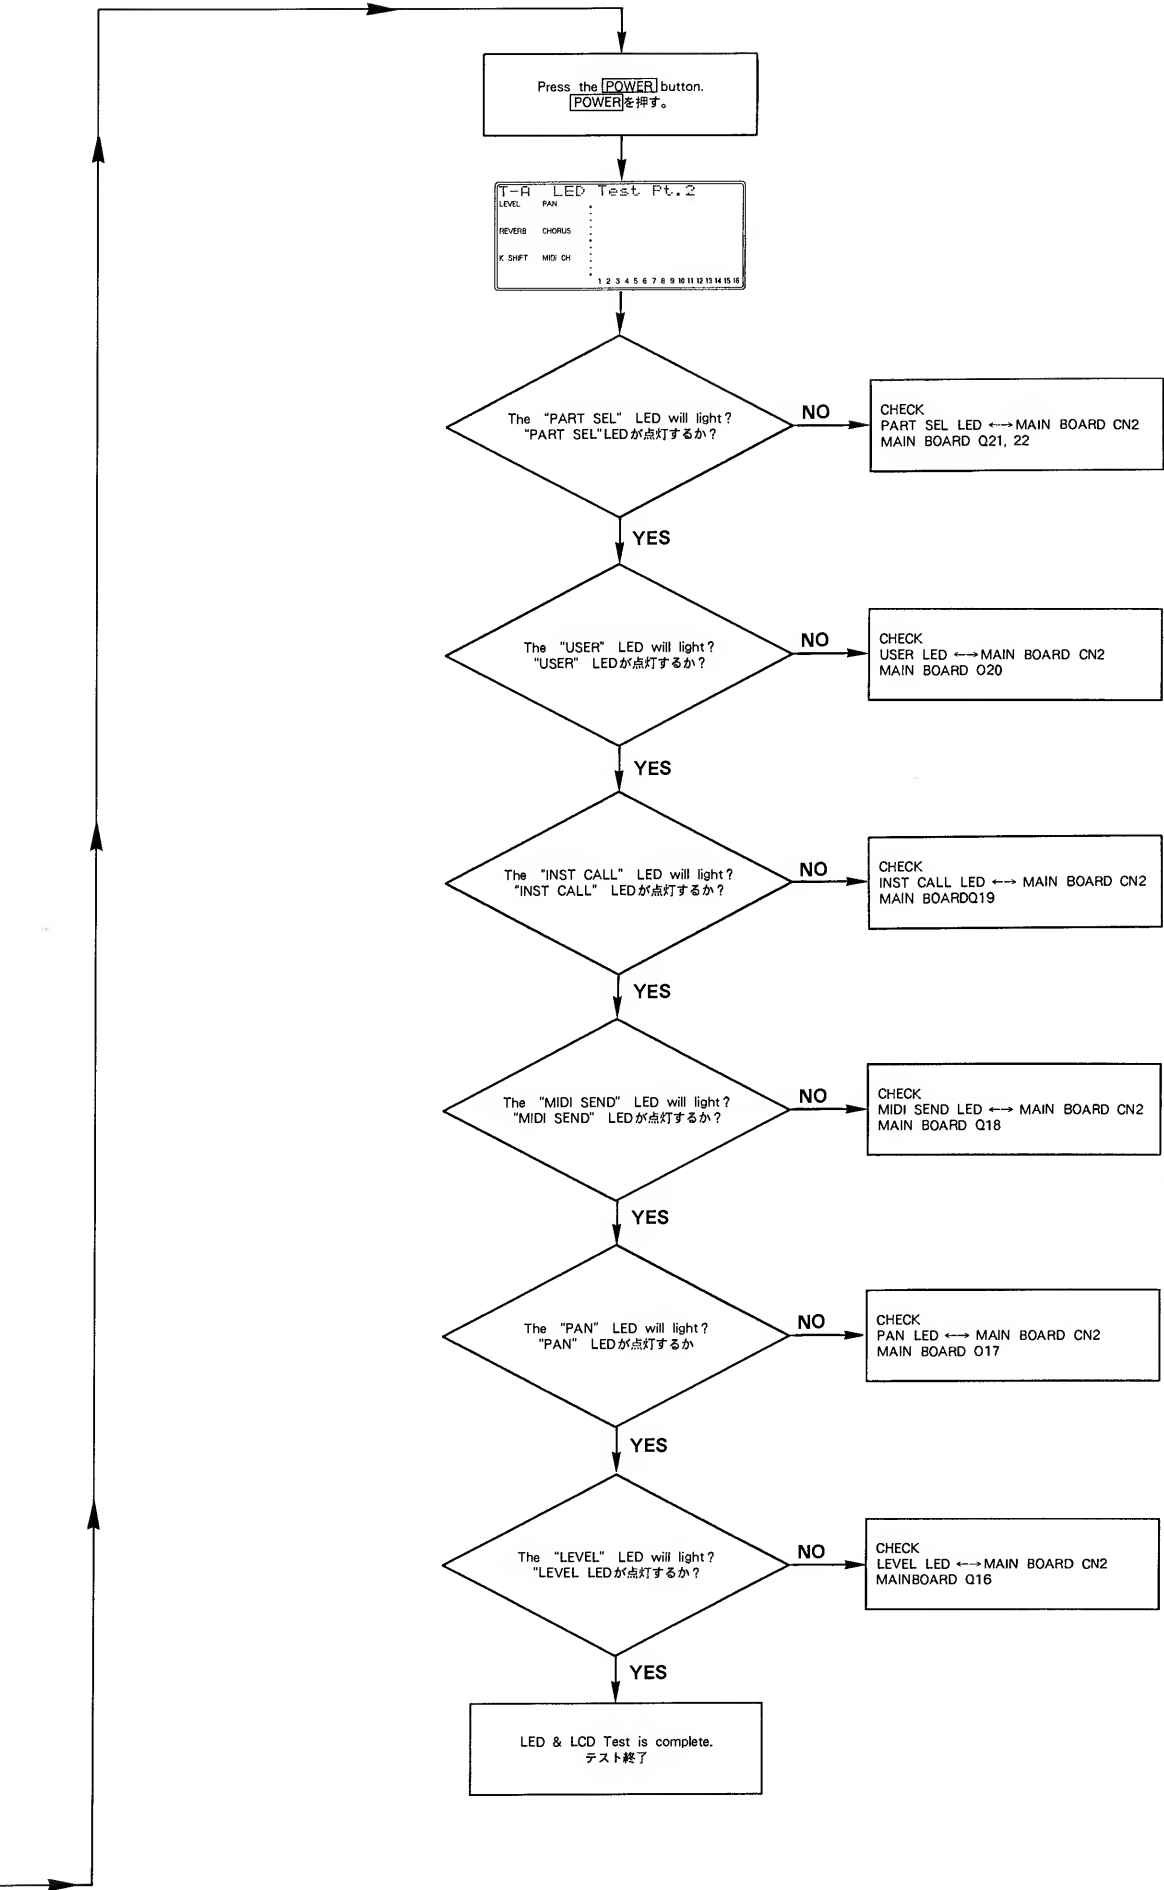 Press the POWER button.
POWERを押す。
T-A LED Test Pt.2
LEVEL PAN
REVERB CHORUS
K SHIFT MIDI CH
1 2 3 4 5 6 7 8 9 10 11 12 13 14 15 16
The "PART SEL" LED will light?
"PART SEL"LEDが点灯するか?
NO
CHECK
PART SEL LED ←→ MAIN BOARD CN2
MAIN BOARD Q21, 22
YES
The "USER" LED will light?
"USER" LEDが点灯するか?
NO
CHECK
USER LED ←→ MAIN BOARD CN2
MAIN BOARD O20
YES
The "INST CALL" LED will light?
"INST CALL" LEDが点灯するか?
NO
CHECK
INST CALL LED ←→ MAIN BOARD CN2
MAIN BOARDQ19
YES
The "MIDI SEND" LED will light?
"MIDI SEND" LEDが点灯するか?
NO
CHECK
MIDI SEND LED ←→ MAIN BOARD CN2
MAIN BOARD Q18
YES
The "PAN" LED will light?
"PAN" LEDが点灯するか
NO
CHECK
PAN LED ←→ MAIN BOARD CN2
MAIN BOARD O17
YES
The "LEVEL" LED will light?
"LEVEL LEDが点灯するか?
NO
CHECK
LEVEL LED ←→ MAIN BOARD CN2
MAINBOARD Q16
YES
LED & LCD Test is complete.
テスト終了